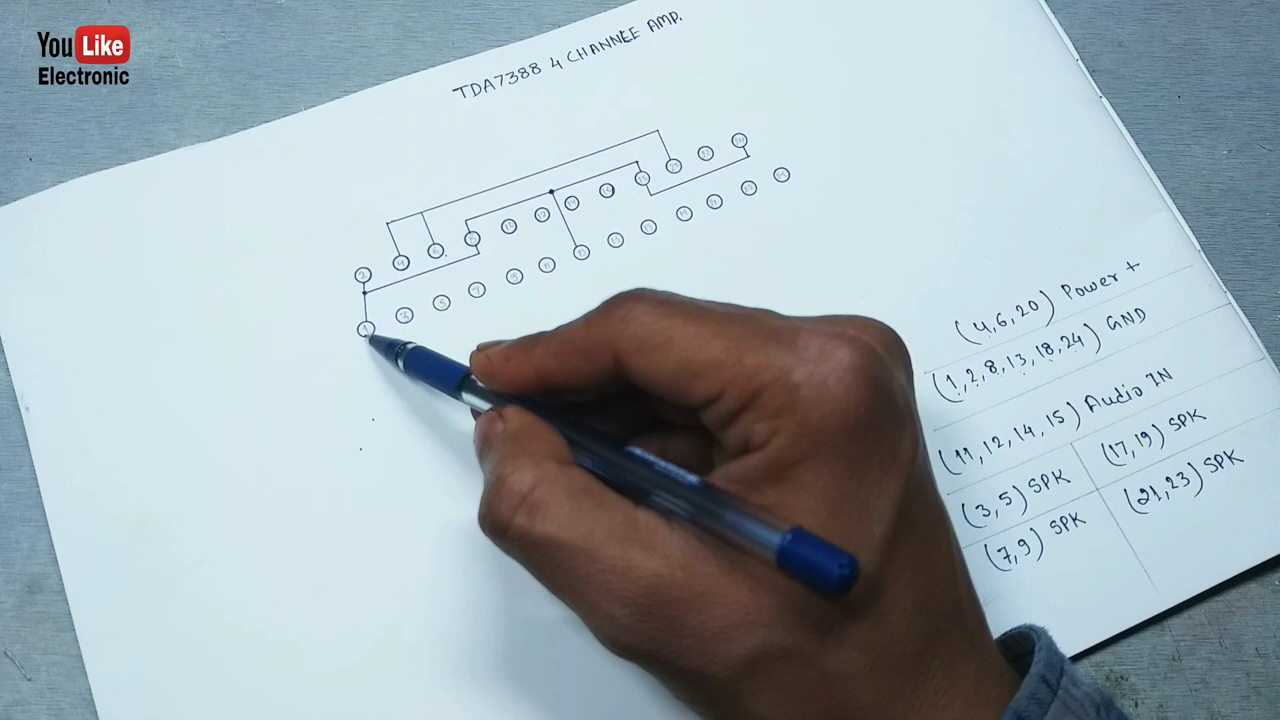 You Like
Electronic
TDA7388 4 CHANNEL AMP.
(4,6,20) Power +
(1,2,8,13,18,24) GND
(11,12,14,15) Audio IN
(3,5) SPK
(17,19) SPK
(7,9) SPK
(21,23) SPK